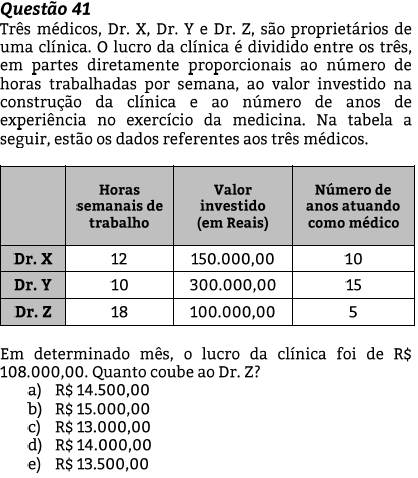 Questão 41
Três médicos, Dr. X, Dr. Y e Dr. Z, são proprietários de
uma clínica. O lucro da clínica é dividido entre os três,
em partes diretamente proporcionais ao número de
horas trabalhadas por semana, ao valor investido na
construção da clínica e ao número de anos de
experiência no exercício da medicina. Na tabela a
seguir, estão os dados referentes aos três médicos.
Horas semanais de trabalho Valor investido (em Reais) Número de anos atuando como médico
Dr. X 12 150.000,00 10
Dr. Y 10 300.000,00 15
Dr. Z 18 100.000,00 5
Em determinado mês, o lucro da clínica foi de R$
108.000,00. Quanto coube ao Dr. Z?
a) R$ 14.500,00
b) R$ 15.000,00
c) R$ 13.000,00
d) R$ 14.000,00
e) R$ 13.500,00